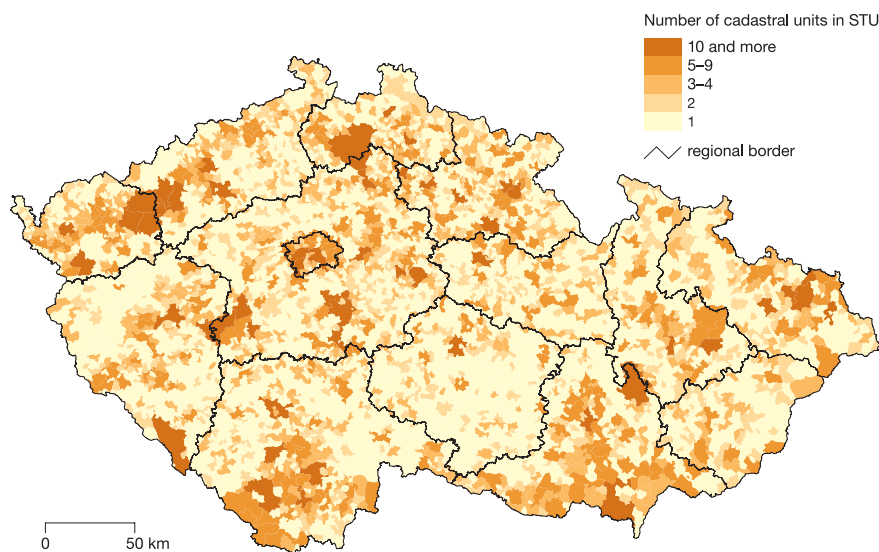 Number of cadastral units in STU
10 and more
5–9
3–4
2
1
regional border
0 50 km